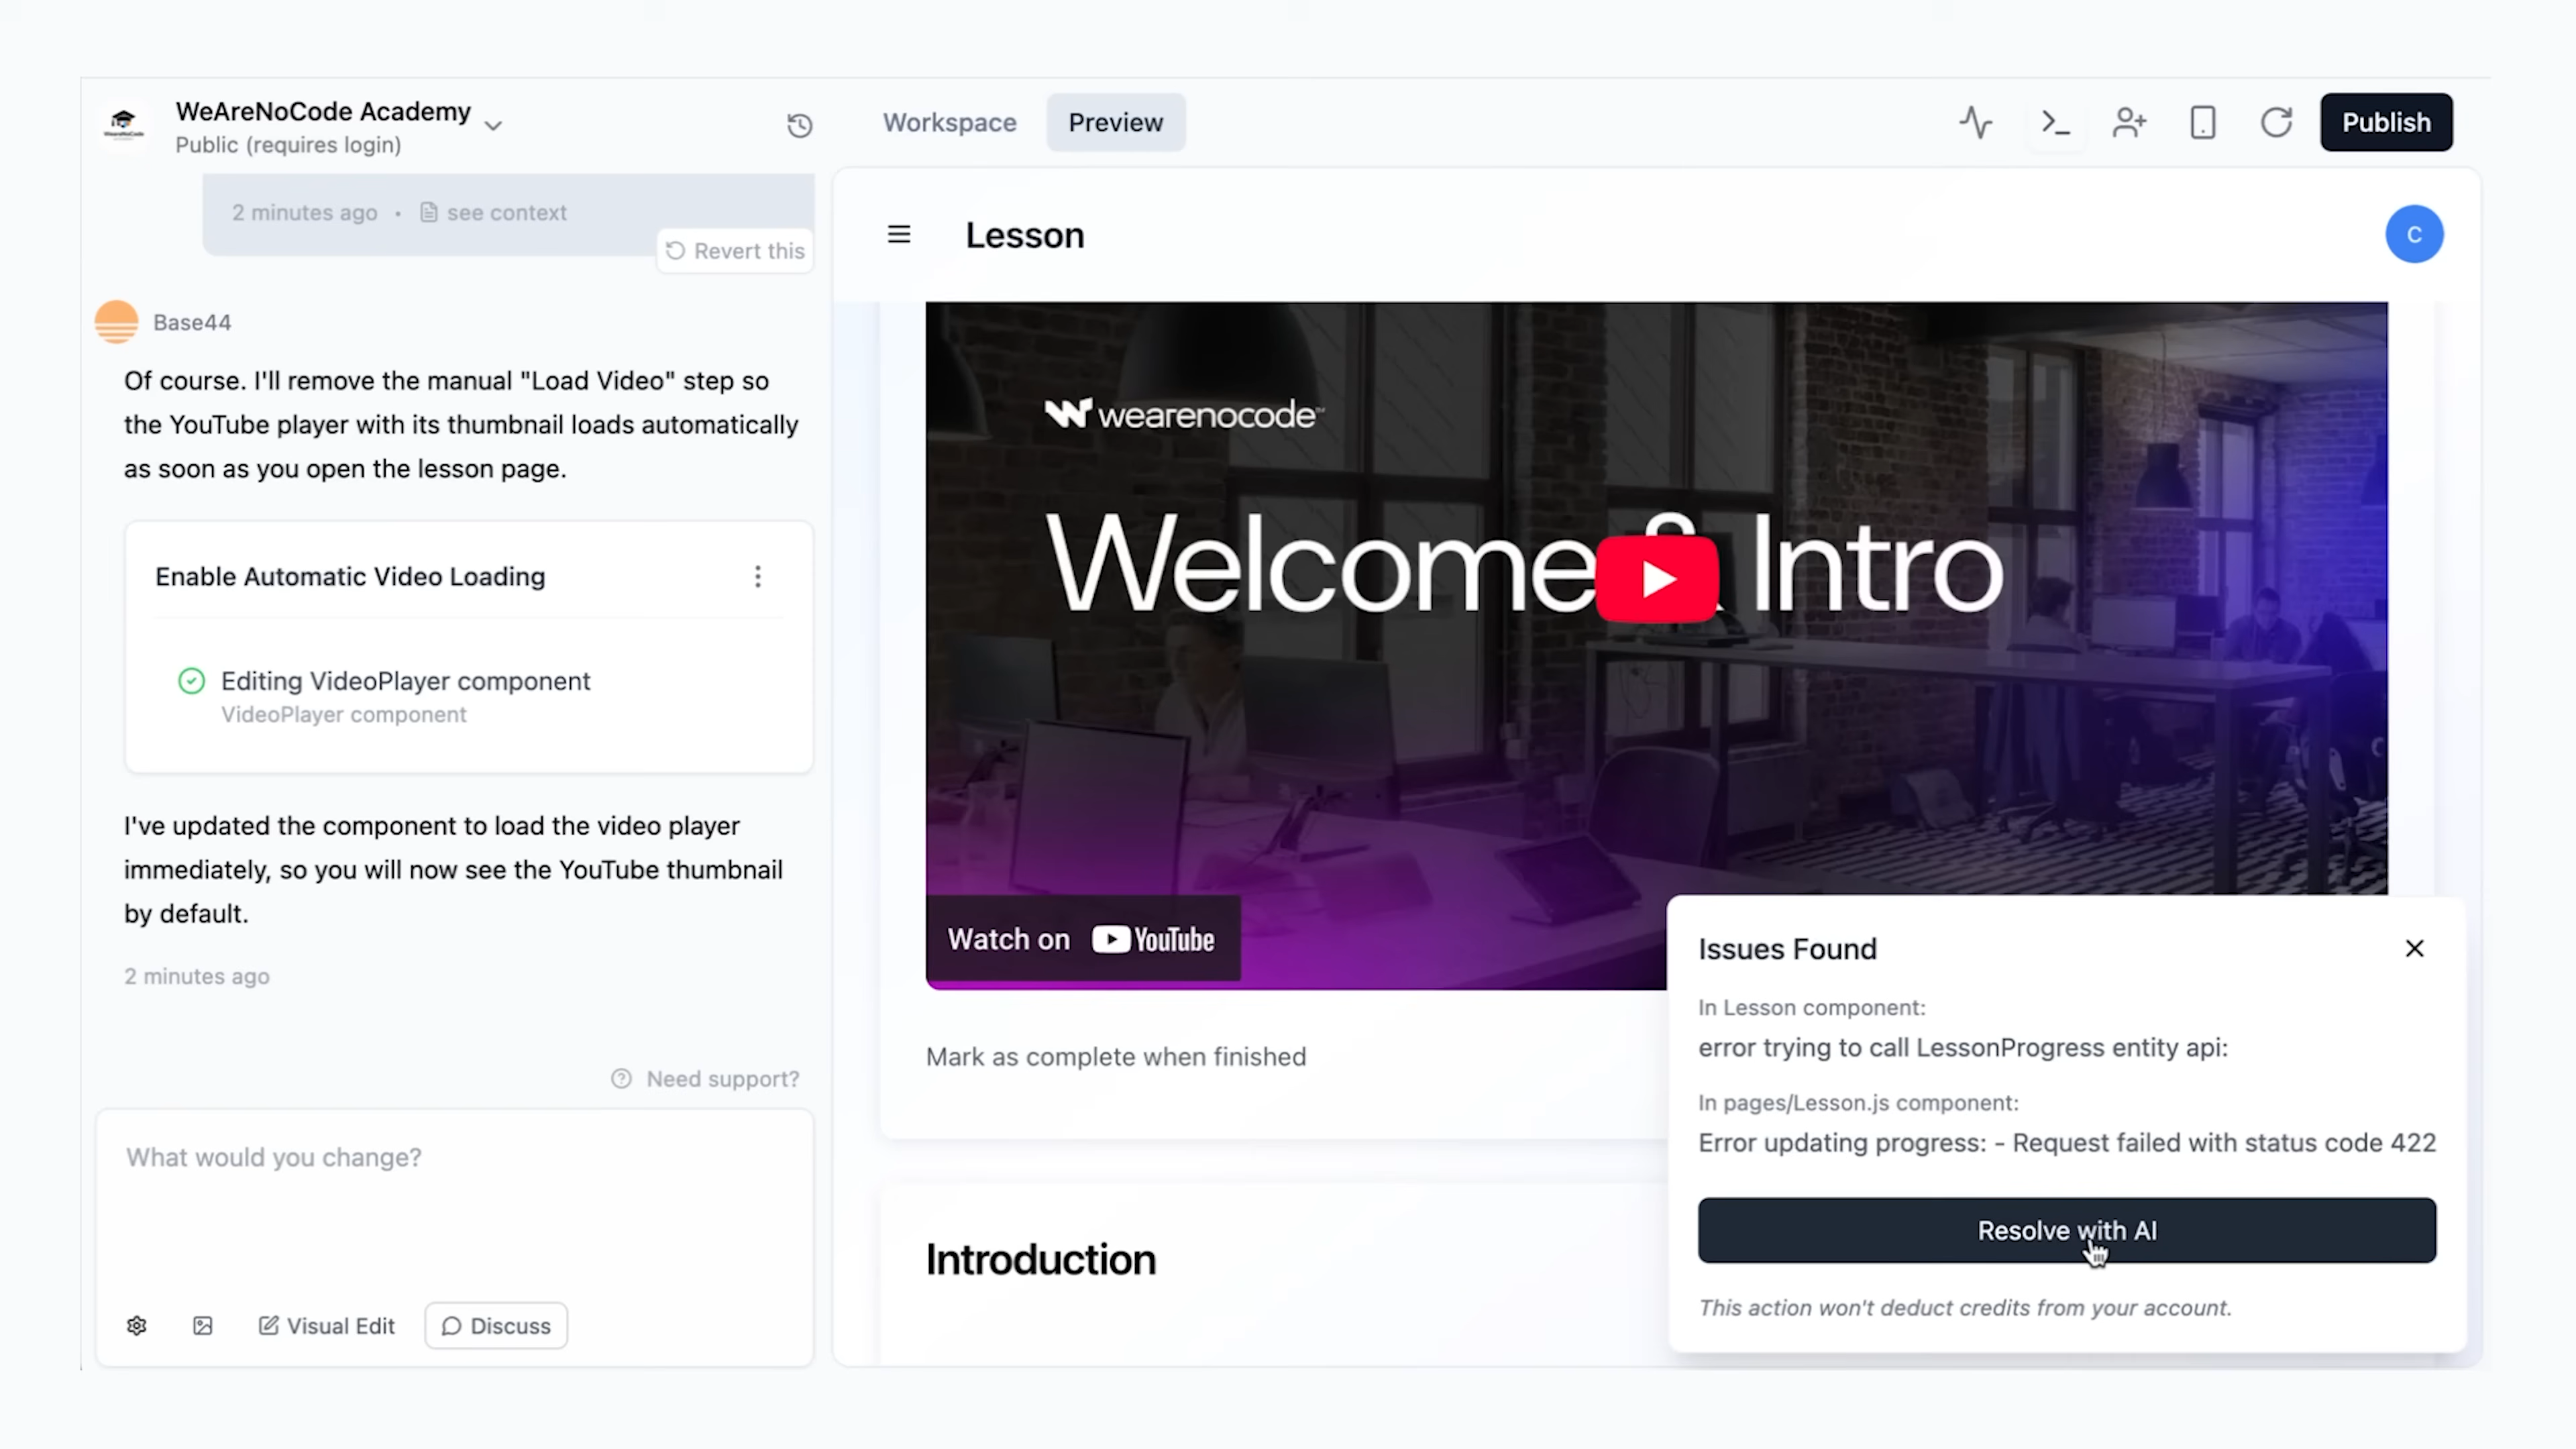 WeAreNoCode Academy
Public (requires login)
Workspace
Preview
Publish
2 minutes ago • see context
Revert this
Base44
Of course. I'll remove the manual "Load Video" step so
the YouTube player with its thumbnail loads automatically
as soon as you open the lesson page.
Enable Automatic Video Loading
Editing VideoPlayer component
VideoPlayer component
I've updated the component to load the video player
immediately, so you will now see the YouTube thumbnail
by default.
2 minutes ago
Need support?
What would you change?
Visual Edit
Discuss
Lesson
C
wearenocode
Welcome & Intro
Watch on YouTube
Mark as complete when finished
Introduction
Issues Found
In Lesson component:
error trying to call LessonProgress entity api:
In pages/Lesson.js component:
Error updating progress: - Request failed with status code 422
Resolve with AI
This action won't deduct credits from your account.